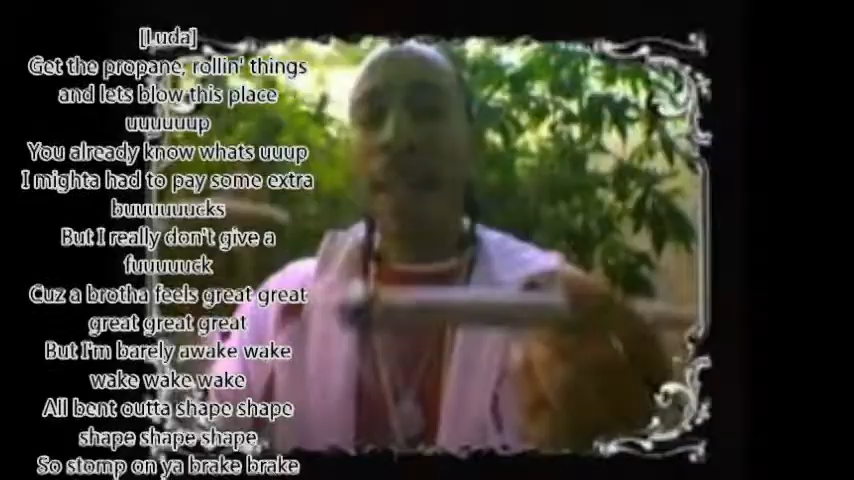 [Luda]
Get the propane, rollin' things
and lets blow this place
uuuuuup
You already know whats uuup
I mighta had to pay some extra
buuuuuucks
But I really don't give a
fuuuuuck
Cuz a brotha feels great great
great great great
But I'm barely awake wake
wake wake wake
All bent outta shape shape
shape shape shape
So stomp on ya brake brake